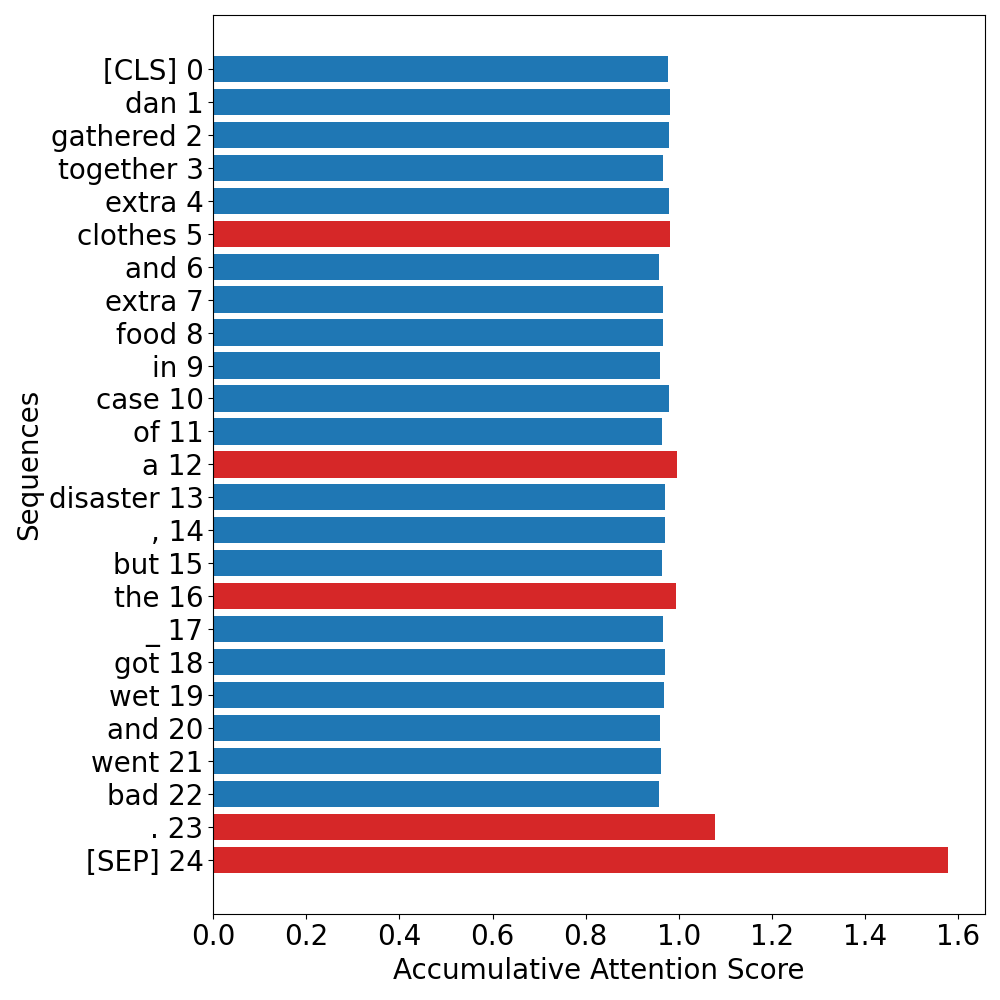 [CLS] 0
dan 1
gathered 2
together 3
extra 4
clothes 5
and 6
extra 7
food 8
in 9
case 10
of 11
a 12
disaster 13
, 14
but 15
the 16
_ 17
got 18
wet 19
and 20
went 21
bad 22
. 23
[SEP] 24
Sequences
0.0 0.2 0.4 0.6 0.8 1.0 1.2 1.4 1.6
Accumulative Attention Score